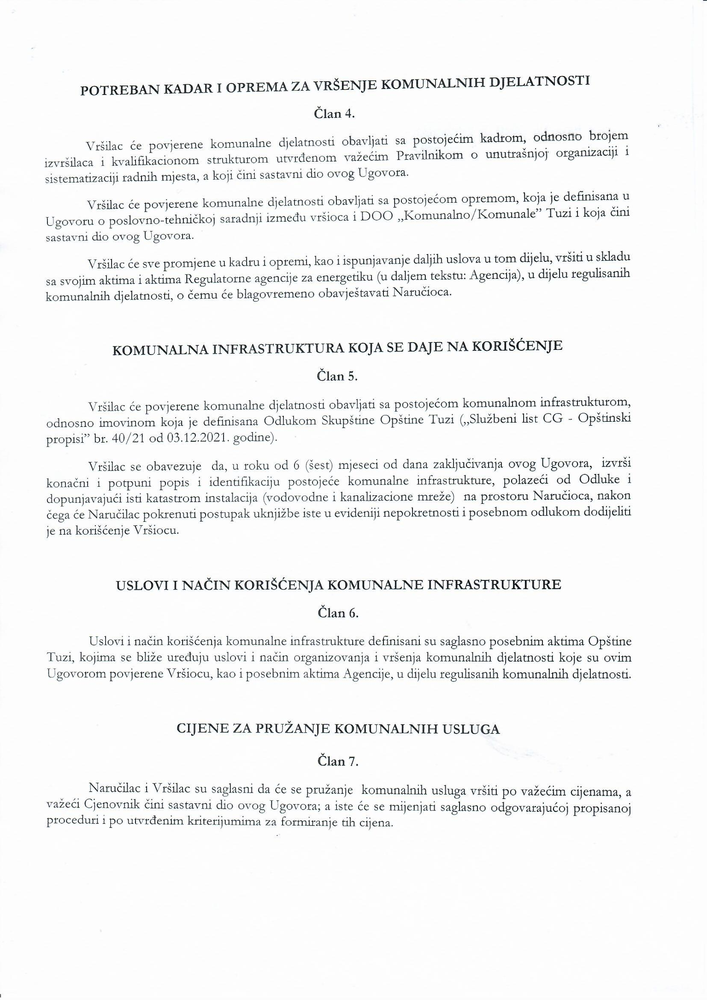 POTREBAN KADAR I OPREMA ZA VRŠENJE KOMUNALNIH DJELATNOSTI
Član 4.
Vršilac će povjerene komunalne djelatnosti obavljati sa postojećim kadrom, odnosno brojem
izvršilaca i kvalifikacionom strukturom utvrđenom važećim Pravilnikom o unutrašnjoj organizaciji i
sistematizaciji radnih mjesta, a koji čini sastavni dio ovog Ugovora.
Vršilac će povjerene komunalne djelatnosti obavljati sa postojećom opremom, koja je definisana u
Ugovoru o poslovno-tehničkoj saradnji između vršioca i DOO „Komunalno/Komunale” Tuzi i koja čini
sastavni dio ovog Ugovora.
Vršilac će sve promjene u kadru i opremi, kao i ispunjavanje daljih uslova u tom dijelu, vršiti u skladu
sa svojim aktima i aktima Regulatorne agencije za energetiku (u daljem tekstu: Agencija), u dijelu regulisanih
komunalnih djelatnosti, o čemu će blagovremeno obavještavati Naručioca.
KOMUNALNA INFRASTRUKTURA KOJA SE DAJE NA KORIŠĆENJE
Član 5.
Vršilac će povjerene komunalne djelatnosti obavljati sa postojećom komunalnom infrastrukturom,
odnosno imovinom koja je definisana Odlukom Skupštine Opštine Tuzi („Službeni list CG - Opštinski
propisi” br. 40/21 od 03.12.2021. godine).
Vršilac se obavezuje da, u roku od 6 (šest) mjeseci od dana zaključivanja ovog Ugovora, izvrši
konačni i potpuni popis i identifikaciju postojeće komunalne infrastrukture, polazeći od Odluke i
dopunjavajući isti katastrom instalacija (vodovodne i kanalizacione mreže) na prostoru Naručioca, nakon
čega će Naručilac pokrenuti postupak uknjižbe iste u evideniji nepokretnosti i posebnom odlukom dodijeliti
je na korišćenje Vršiocu.
USLOVI I NAČIN KORIŠĆENJA KOMUNALNE INFRASTRUKTURE
Član 6.
Uslovi i način korišćenja komunalne infrastrukture definisani su saglasno posebnim aktima Opštine
Tuzi, kojima se bliže uređuju uslovi i način organizovanja i vršenja komunalnih djelatnosti koje su ovim
Ugovorom povjerene Vršiocu, kao i posebnim aktima Agencije, u dijelu regulisanih komunalnih djelatnosti.
CIJENE ZA PRUŽANJE KOMUNALNIH USLUGA
Član 7.
Naručilac i Vršilac su saglasni da će se pružanje komunalnih usluga vršiti po važećim cijenama, a
važeći Cjenovnik čini sastavni dio ovog Ugovora; a iste će se mijenjati saglasno odgovarajućoj propisanoj
proceduri i po utvrđenim kriterijumima za formiranje tih cijena.